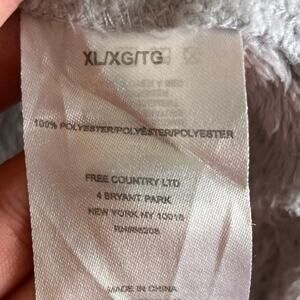 XL/XG/TG
100% POLYESTER/POLYÉSTER/POLYESTER
FREE COUNTRY LTD
4 BRYANT PARK
NEW YORK NY 10018
MADE IN CHINA